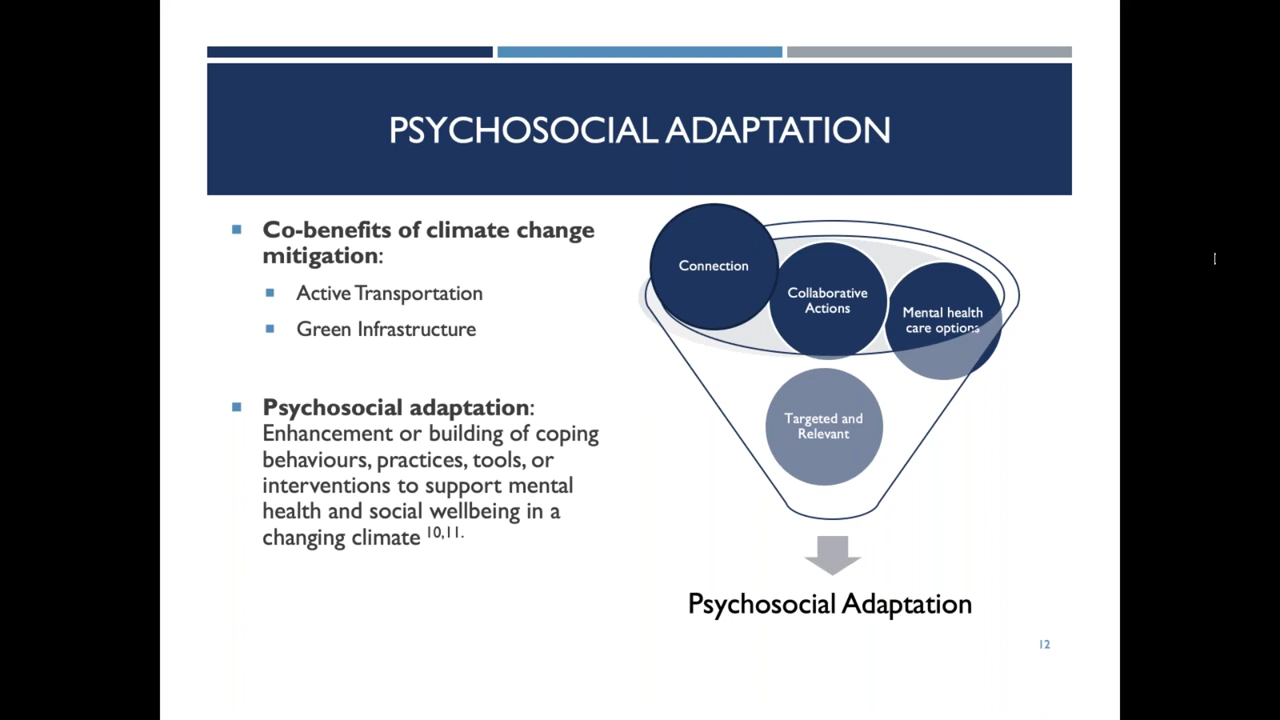 PSYCHOSOCIAL ADAPTATION
Co-benefits of climate change
mitigation:
Active Transportation
Green Infrastructure
Psychosocial adaptation:
Enhancement or building of coping
behaviours, practices, tools, or
interventions to support mental
health and social wellbeing in a
changing climate 10,11.
Connection
Collaborative
Actions
Mental health
care options
Targeted and
Relevant
Psychosocial Adaptation
12